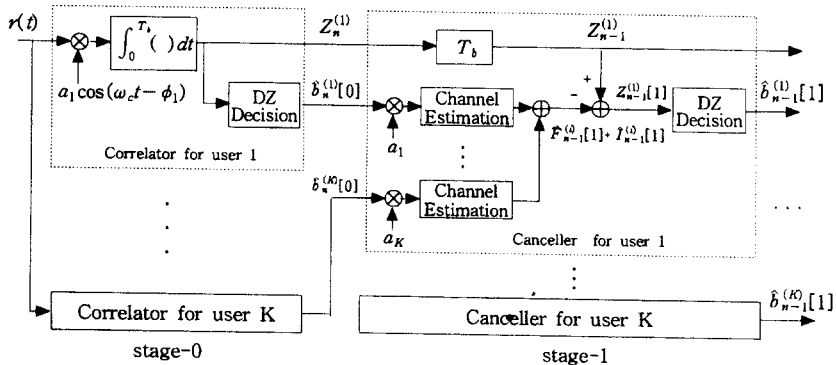 r(t)
∫₀^{T_b} ( ) dt
a₁cos(ω_c t − ϕ₁)
DZ
Decision
Correlator for user 1
Z_n^{(1)}
b̂_n^{(1)}[0]
b̂_n^{(K)}[0]
T_b
Z_{n-1}^{(1)}
Channel
Estimation
a₁
+
−
Z_{n-1}^{(1)}[1]
F̂_{n-1}^{(i)}[1] + Î_{n-1}^{(i)}[1]
DZ
Decision
b̂_{n-1}^{(1)}[1]
Channel
Estimation
a_K
Canceller for user 1
Correlator for user K
stage-0
Canceller for user K
b̂_{n-1}^{(K)}[1]
stage-1